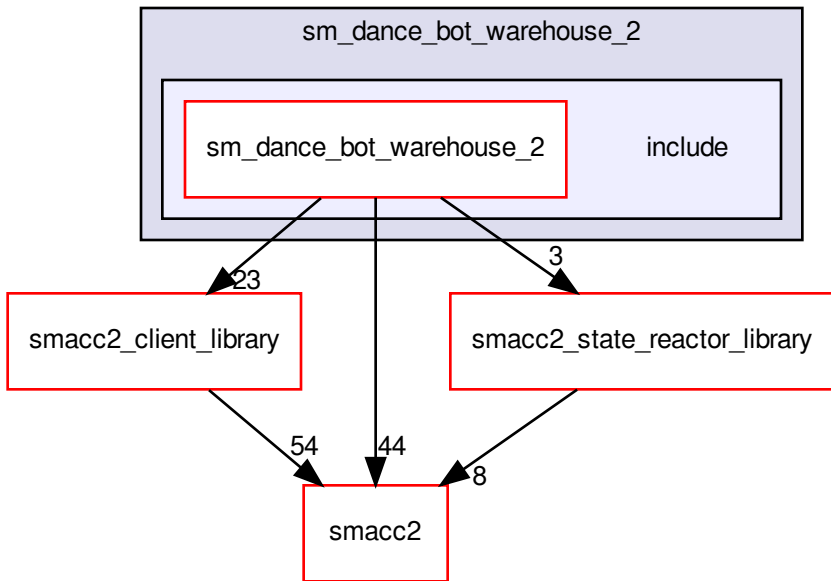 sm_dance_bot_warehouse_2
sm_dance_bot_warehouse_2
include
23
3
smacc2_client_library
smacc2_state_reactor_library
54
44
8
smacc2